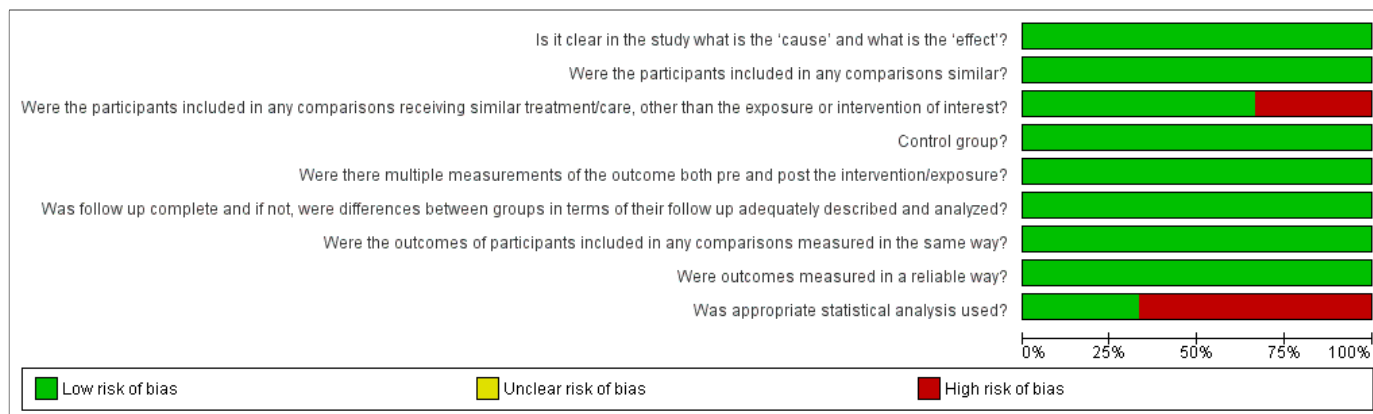 Is it clear in the study what is the ‘cause’ and what is the ‘effect’?
Were the participants included in any comparisons similar?
Were the participants included in any comparisons receiving similar treatment/care, other than the exposure or intervention of interest?
Control group?
Were there multiple measurements of the outcome both pre and post the intervention/exposure?
Was follow up complete and if not, were differences between groups in terms of their follow up adequately described and analyzed?
Were the outcomes of participants included in any comparisons measured in the same way?
Were outcomes measured in a reliable way?
Was appropriate statistical analysis used?
0% 25% 50% 75% 100%
Low risk of bias Unclear risk of bias High risk of bias